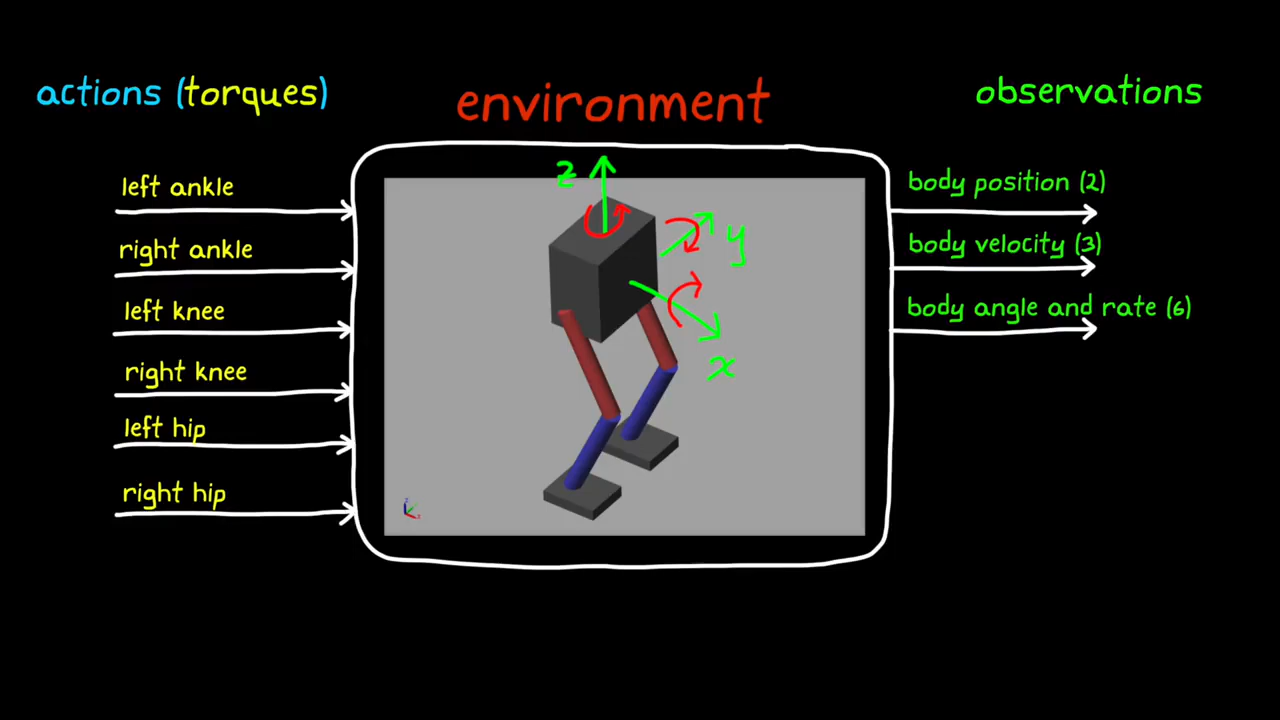 actions (torques)
environment
observations
left ankle
right ankle
left knee
right knee
left hip
right hip
z
y
x
body position (2)
body velocity (3)
body angle and rate (6)